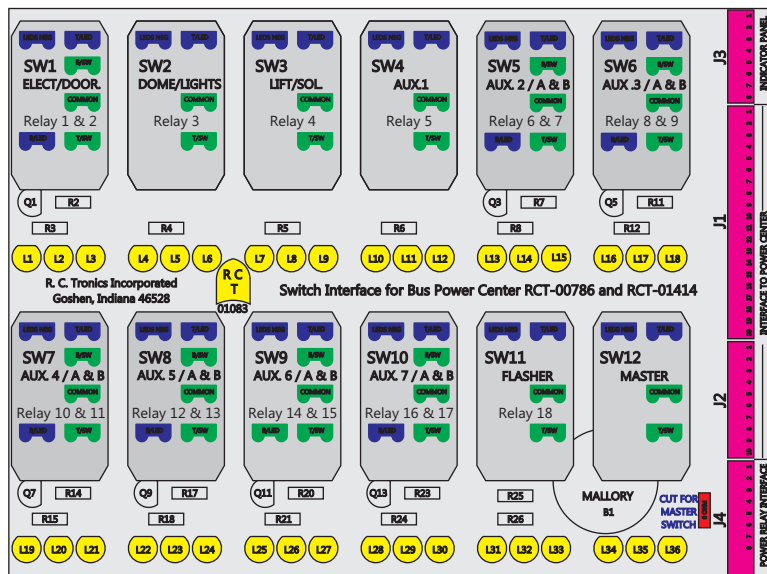 LEDS NEG T/LED LEDS NEG T/LED LEDS NEG T/LED LEDS NEG T/LED LEDS NEG T/LED LEDS NEG T/LED
SW1 B/SW SW2 SW3 SW4 SW5 B/SW SW6 B/SW
ELECT/DOOR. DOME/LIGHTS LIFT/SOL. AUX.1 AUX. 2 / A & B AUX .3 / A & B
COMMON COMMON COMMON COMMON COMMON COMMON
Relay 1 & 2 Relay 3 Relay 4 Relay 5 Relay 6 & 7 Relay 8 & 9
B/LED T/SW T/SW T/SW T/SW B/LED T/SW B/LED T/SW
Q1 R2 Q3 R7 Q5 R11
R3 R4 R5 R6 R8 R12
L1 L2 L3 L4 L5 L6 L7 L8 L9 L10 L11 L12 L13 L14 L15 L16 L17 L18
R. C. Tronics Incorporated
Goshen, Indiana 46528
R C
T
01083
Switch Interface for Bus Power Center RCT-00786 and RCT-01414
LEDS NEG T/LED LEDS NEG T/LED LEDS NEG T/LED LEDS NEG T/LED LEDS NEG T/LED LEDS NEG T/LED
SW7 B/SW SW8 B/SW SW9 B/SW SW10 B/SW SW11 SW12
AUX. 4 / A & B AUX. 5 / A & B AUX. 6 / A & B AUX. 7 / A & B FLASHER MASTER
COMMON COMMON COMMON COMMON COMMON COMMON
Relay 10 & 11 Relay 12 & 13 Relay 14 & 15 Relay 16 & 17 Relay 18
B/LED T/SW B/LED T/SW B/LED T/SW B/LED T/SW T/SW T/SW
Q7 R14 Q9 R17 Q11 R20 Q13 R23 R25
R15 R18 R21 R24 R26
MALLORY
B1
CUT FOR
MASTER
SWITCH
L19 L20 L21 L22 L23 L24 L25 L26 L27 L28 L29 L30 L31 L32 L33 L34 L35 L36
J3
INDICATOR PANEL
J1
INTERFACE TO POWER CENTER
J2
J4
POWER RELAY INTERFACE